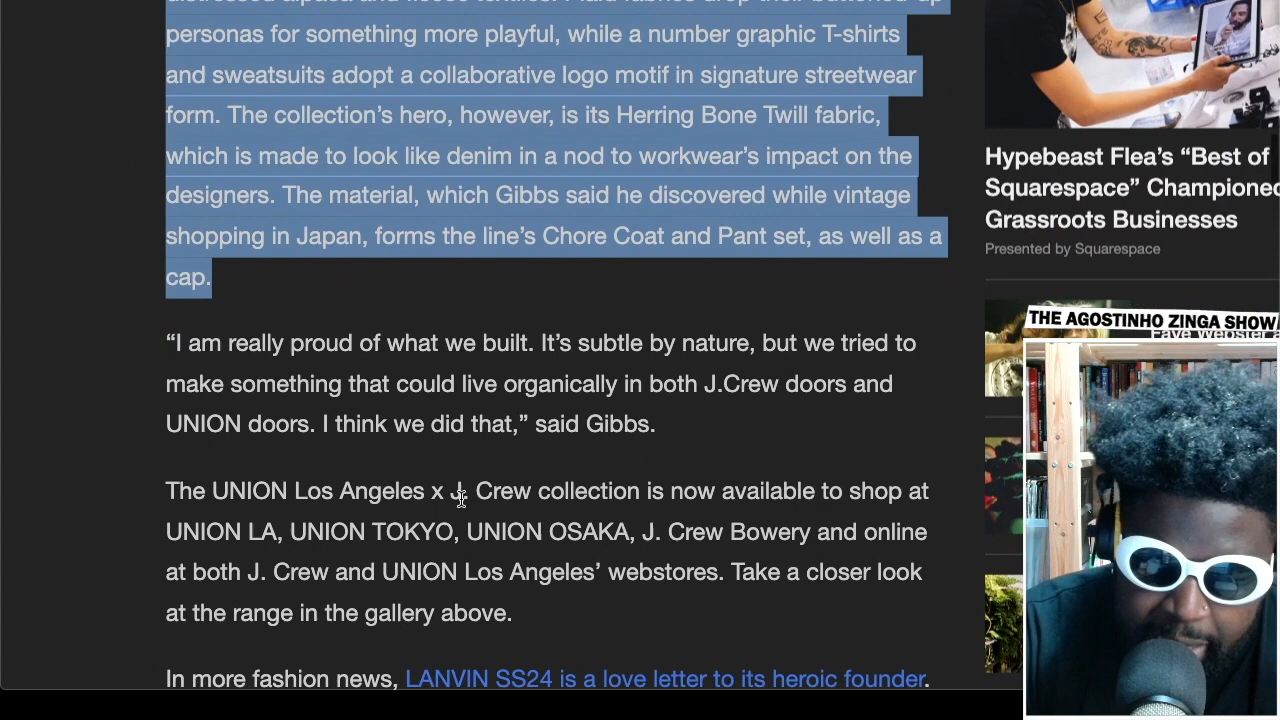 personas for something more playful, while a number graphic T-shirts
and sweatsuits adopt a collaborative logo motif in signature streetwear
form. The collection’s hero, however, is its Herring Bone Twill fabric,
which is made to look like denim in a nod to workwear’s impact on the
designers. The material, which Gibbs said he discovered while vintage
shopping in Japan, forms the line’s Chore Coat and Pant set, as well as a
cap.
“I am really proud of what we built. It’s subtle by nature, but we tried to
make something that could live organically in both J.Crew doors and
UNION doors. I think we did that,” said Gibbs.
The UNION Los Angeles x J. Crew collection is now available to shop at
UNION LA, UNION TOKYO, UNION OSAKA, J. Crew Bowery and online
at both J. Crew and UNION Los Angeles’ webstores. Take a closer look
at the range in the gallery above.
In more fashion news, LANVIN SS24 is a love letter to its heroic founder.
Hypebeast Flea’s “Best of
Squarespace” Championed
Grassroots Businesses
Presented by Squarespace
THE AGOSTINHO ZINGA SHOW